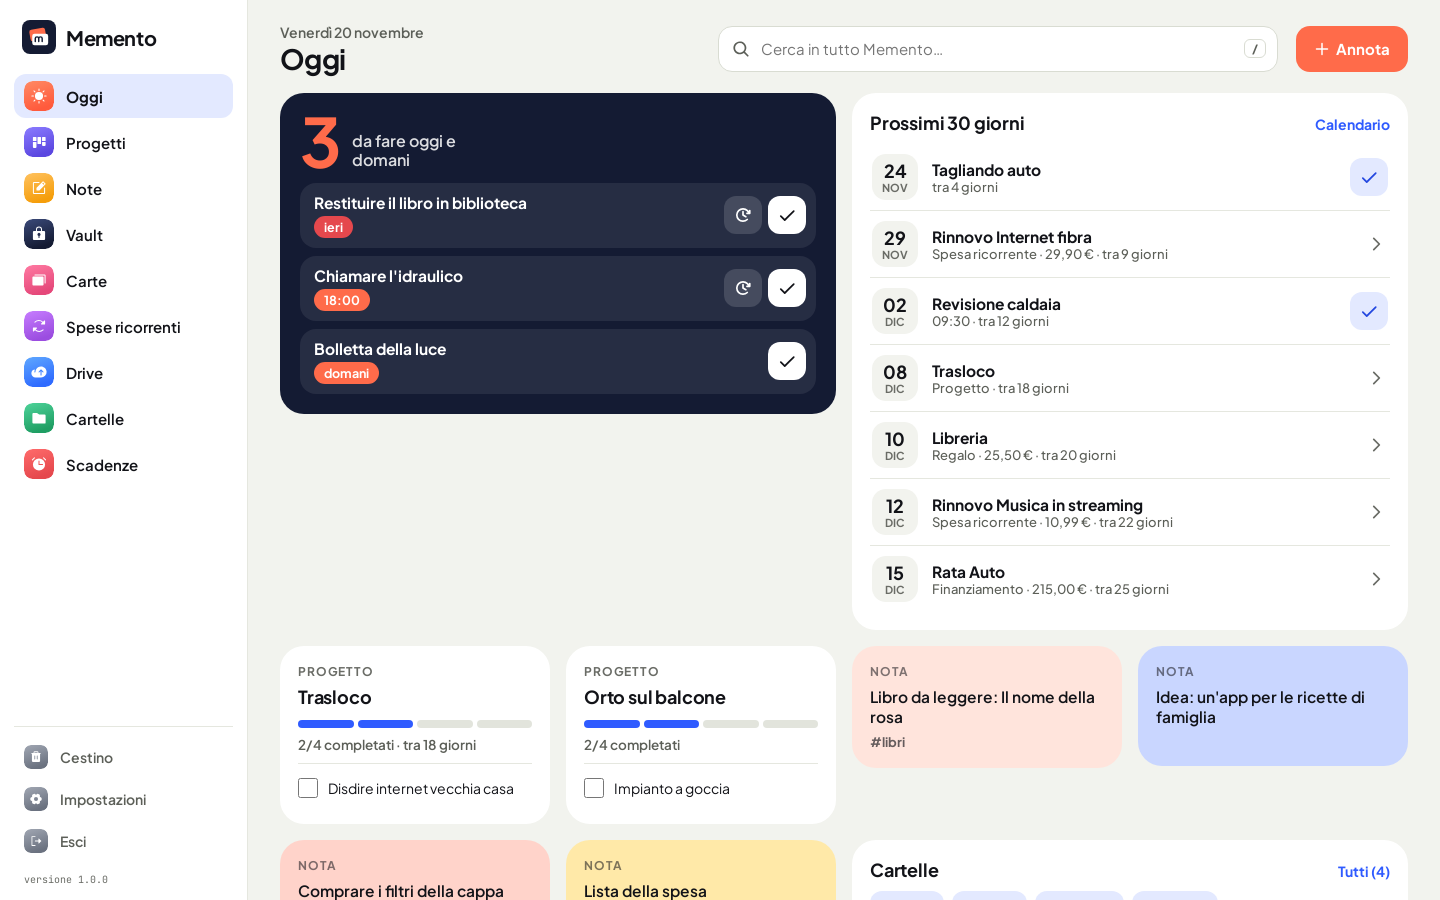 Memento
Oggi
Progetti
Note
Vault
Carte
Spese ricorrenti
Drive
Cartelle
Scadenze
Cestino
Impostazioni
Esci
versione 1.0.0
Venerdì 20 novembre
Oggi
Cerca in tutto Memento…
/
Annota
3 da fare oggi e
domani
Restituire il libro in biblioteca
ieri
Chiamare l'idraulico
18:00
Bolletta della luce
domani
Prossimi 30 giorni
Calendario
24 NOV
Tagliando auto
tra 4 giorni
29 NOV
Rinnovo Internet fibra
Spesa ricorrente · 29,90 € · tra 9 giorni
02 DIC
Revisione caldaia
09:30 · tra 12 giorni
08 DIC
Trasloco
Progetto · tra 18 giorni
10 DIC
Libreria
Regalo · 25,50 € · tra 20 giorni
12 DIC
Rinnovo Musica in streaming
Spesa ricorrente · 10,99 € · tra 22 giorni
15 DIC
Rata Auto
Finanziamento · 215,00 € · tra 25 giorni
PROGETTO
Trasloco
2/4 completati · tra 18 giorni
Disdire internet vecchia casa
PROGETTO
Orto sul balcone
2/4 completati
Impianto a goccia
NOTA
Libro da leggere: Il nome della
rosa
#libri
NOTA
Idea: un'app per le ricette di
famiglia
NOTA
Comprare i filtri della cappa
NOTA
Lista della spesa
Cartelle
Tutti (4)